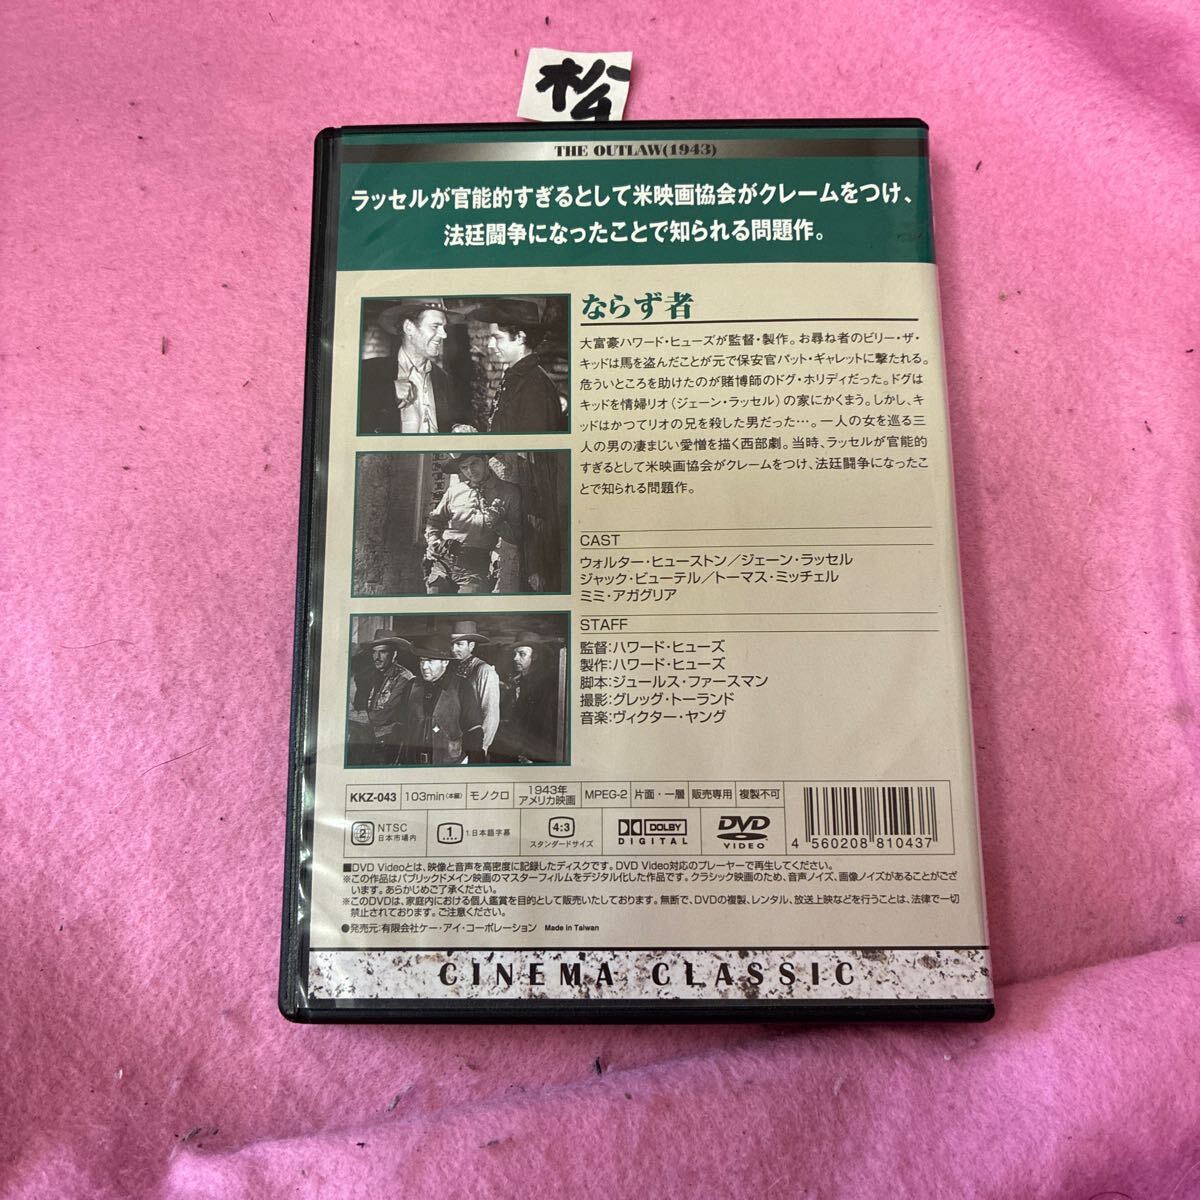 松
THE OUTLAW(1943)
ラッセルが官能的すぎるとして米映画協会がクレームをつけ、
法廷闘争になったことで知られる問題作。
ならず者
大富豪ハワード・ヒューズが監督・製作。お尋ね者のビリー・ザ・
キッドは馬を盗んだことが元で保安官パット・ギャレットに撃たれる。
危ういところを助けたのが賭博師のドグ・ホリディだった。ドグは
キッドを情婦リオ(ジェーン・ラッセル)の家にかくまう。しかし、キ
ッドはかつてリオの兄を殺した男だった…。一人の女を巡る三
人の男の凄まじい愛憎を描く西部劇。当時、ラッセルが官能的
すぎるとして米映画協会がクレームをつけ、法廷闘争になったこ
とで知られる問題作。
CAST
ウォルター・ヒューストン/ジェーン・ラッセル
ジャック・ビューテル/トーマス・ミッチェル
ミミ・アガグリア
STAFF
監督:ハワード・ヒューズ
製作:ハワード・ヒューズ
脚本:ジュールス・ファースマン
撮影:グレッグ・トーランド
音楽:ヴィクター・ヤング
KKZ-043 103min(本編) モノクロ 1943年 アメリカ映画 MPEG-2 片面・一層 販売専用 複製不可
2 NTSC 日本市場内 1 1.日本語字幕 4:3 スタンダードサイズ DOLBY DIGITAL DVD VIDEO
4 560208 810437
■DVD Videoとは、映像と音声を高密度に記録したディスクです。DVD Video対応のプレーヤーで再生してください。
※この作品はパブリックドメイン映画のマスターフィルムをデジタル化した作品です。クラシック映画のため、音声ノイズ、画像ノイズがあることがござ
います。あらかじめご了承ください。
※このDVDは、家庭内における個人鑑賞を目的として販売いたしております。無断で、DVDの複製、レンタル、放送上映などを行うことは、法律で一切
禁止されております。ご注意ください。
●発売元:有限会社ケー・アイ・コーポレーション Made in Taiwan
CINEMA CLASSIC